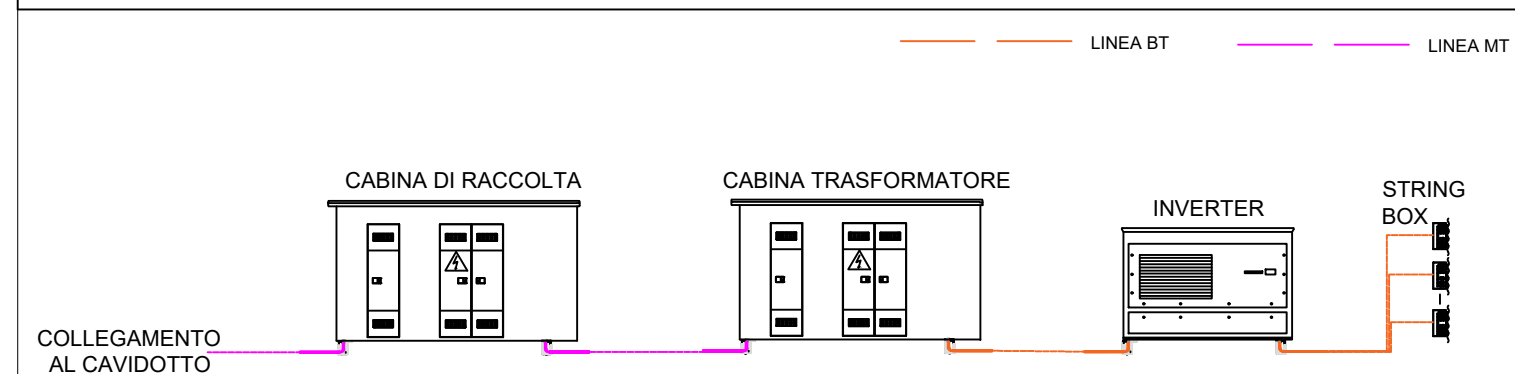 LINEA BT
LINEA MT
CABINA DI RACCOLTA
CABINA TRASFORMATORE
INVERTER
STRING
BOX
COLLEGAMENTO
AL CAVIDOTTO